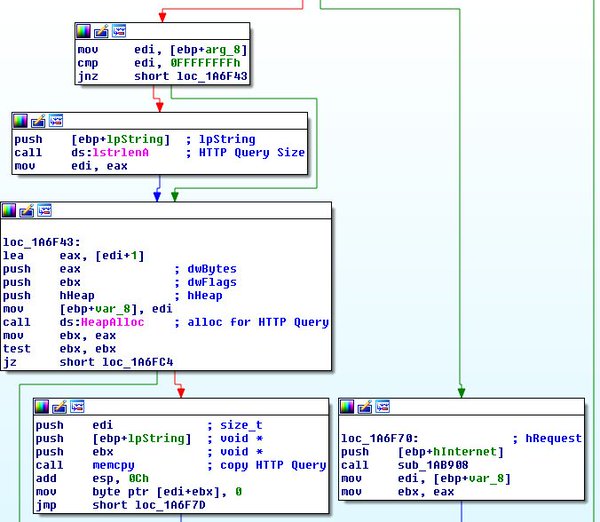 mov     edi, [ebp+arg_8]
cmp     edi, 0FFFFFFFFh
jnz     short loc_1A6F43
push    [ebp+lpString]  ; lpString
call    ds:lstrlenA     ; HTTP Query Size
mov     edi, eax
loc_1A6F43:
lea     eax, [edi+1]
push    eax             ; dwBytes
push    ebx             ; dwFlags
push    hHeap           ; hHeap
mov     [ebp+var_8], edi
call    ds:HeapAlloc    ; alloc for HTTP Query
mov     ebx, eax
test    ebx, ebx
jz      short loc_1A6FC4
push    edi             ; size_t
push    [ebp+lpString]  ; void *
push    ebx             ; void *
call    memcpy          ; copy HTTP Query
add     esp, 0Ch
mov     byte ptr [edi+ebx], 0
jmp     short loc_1A6F7D
loc_1A6F70:             ; hRequest
push    [ebp+hInternet]
call    sub_1AB908
mov     edi, [ebp+var_8]
mov     ebx, eax